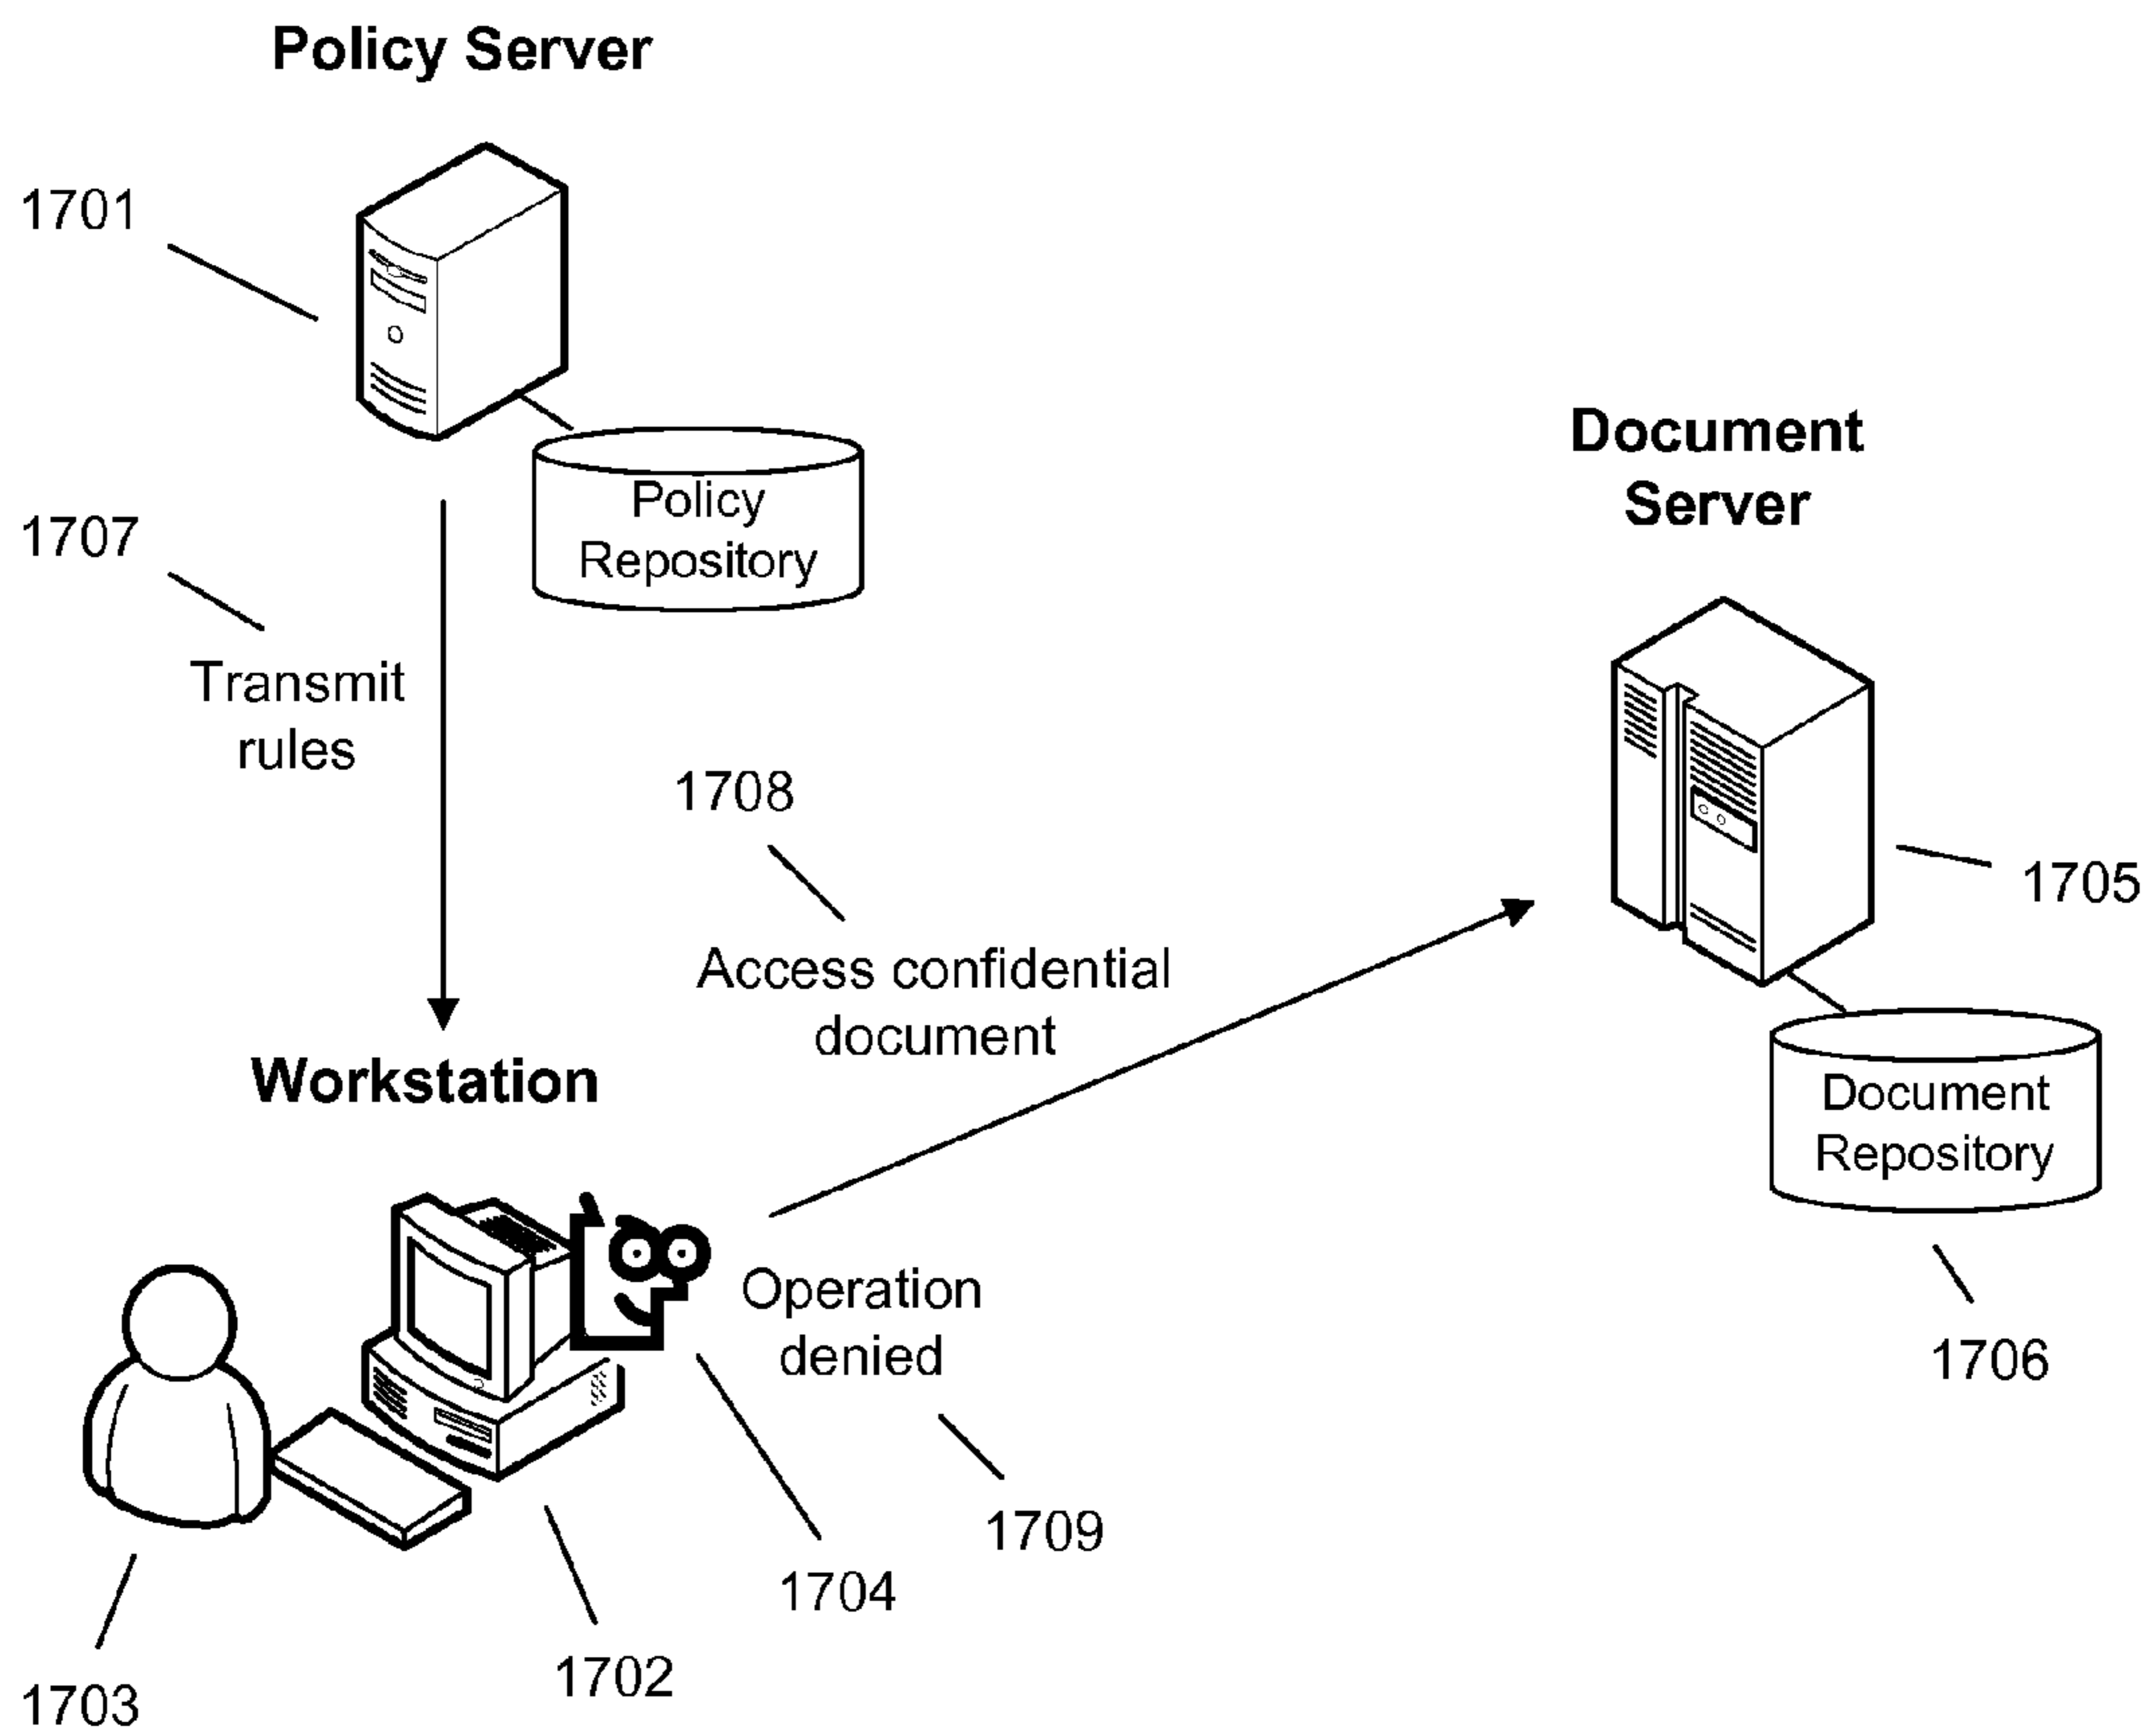 Policy Server
1701
Policy
Repository
1707
Transmit
rules
Document
Server
1708
1705
Access confidential
document
Workstation
Document
Repository
Operation
denied
1706
1709
1704
1702
1703